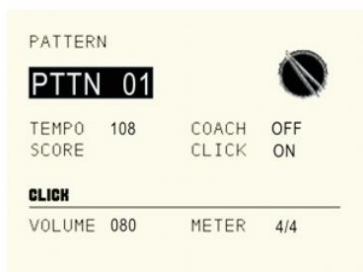 PATTERN
PTTN 01
TEMPO 108 COACH OFF
SCORE CLICK ON
CLICK
VOLUME 080 METER 4/4